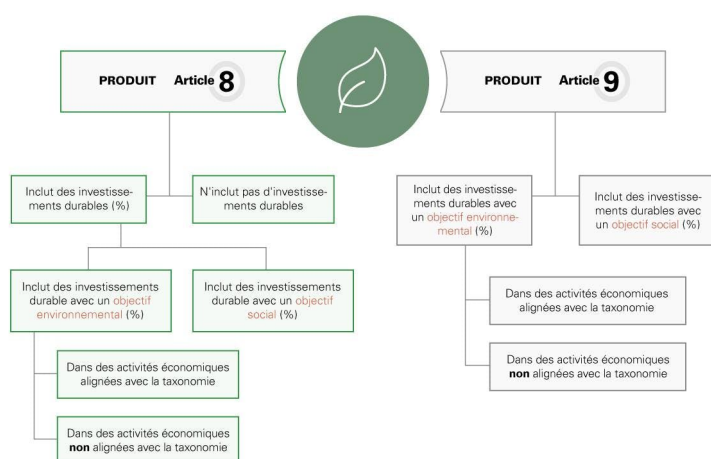 PRODUIT Article 8
PRODUIT Article 9
Inclut des investisse-
ments durables (%)
N'inclut pas d'investisse-
ments durables
Inclut des investissements
durable avec un objectif
environnemental (%)
Inclut des investissements
durable avec un objectif
social (%)
Dans des activités économiques
alignées avec la taxonomie
Dans des activités économiques
non alignées avec la taxonomie
Inclut des investisse-
ments durables avec
un objectif environne-
mental (%)
Inclut des investisse-
ments durables avec
un objectif social (%)
Dans des activités économiques
alignées avec la taxonomie
Dans des activités économiques
non alignées avec la taxonomie